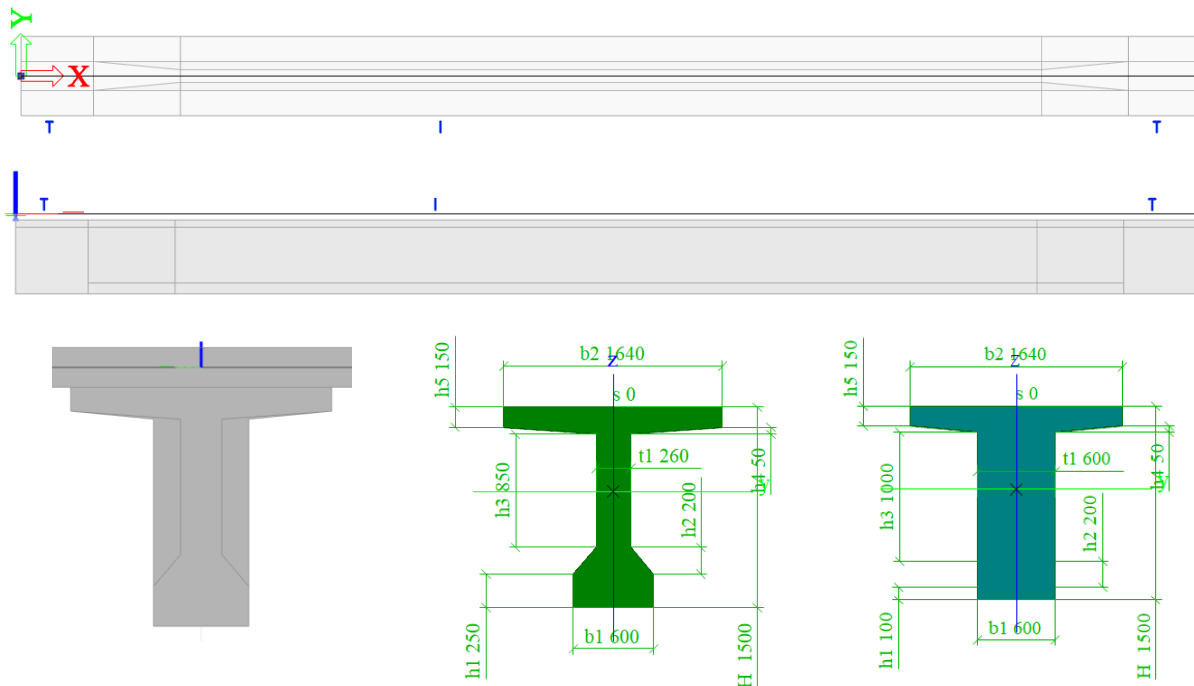 Y
X
T
I
T
T
I
T
h5 150
b2 1640
z
s 0
t1 260
h4 50
y
h3 850
h2 200
h1 250
b1 600
H 1500
h5 150
b2 1640
z
s 0
t1 600
h4 50
y
h3 1000
h2 200
h1 100
b1 600
H 1500